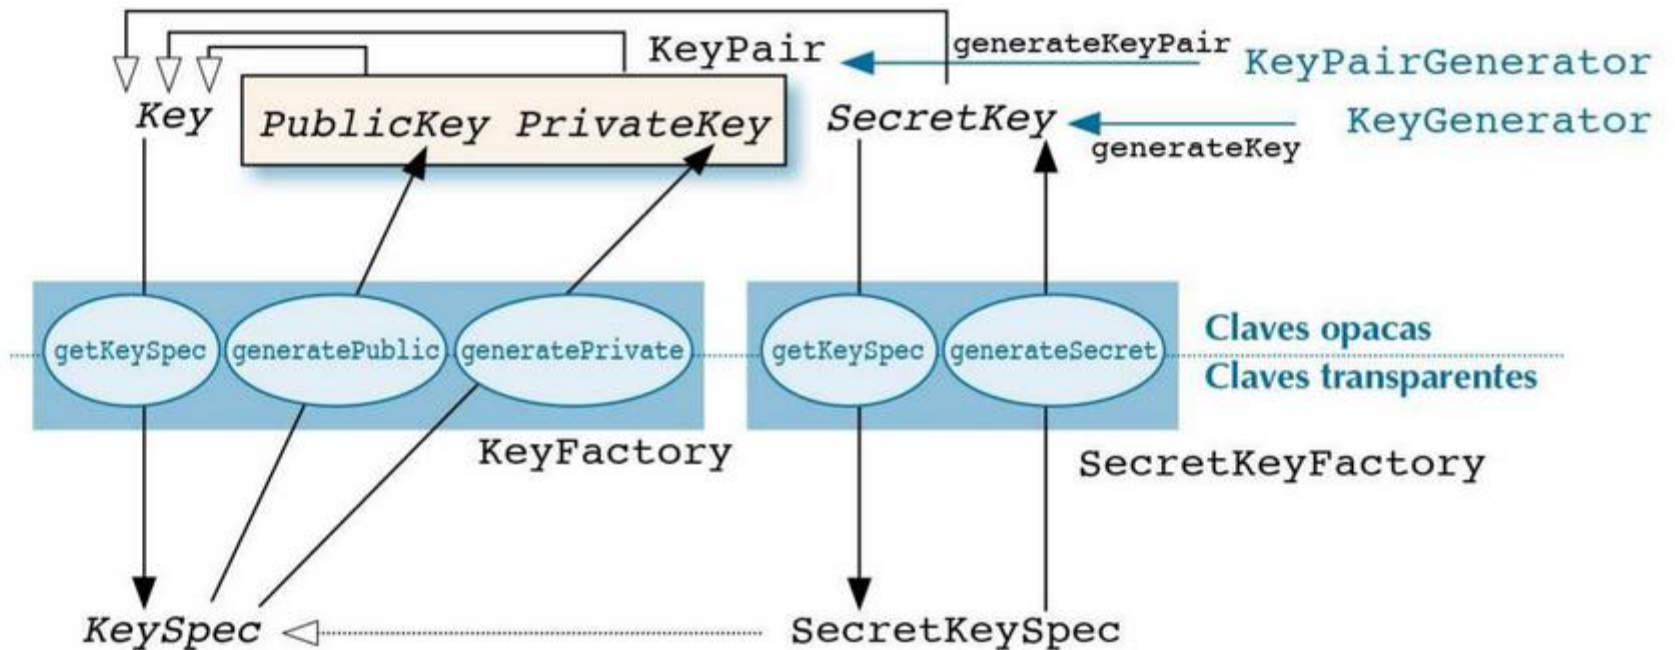 KeyPair
generateKeyPair
KeyPairGenerator
Key
PublicKey PrivateKey
SecretKey
generateKey
KeyGenerator
getKeySpec
generatePublic
generatePrivate
getKeySpec
generateSecret
Claves opacas
Claves transparentes
KeyFactory
SecretKeyFactory
KeySpec
SecretKeySpec